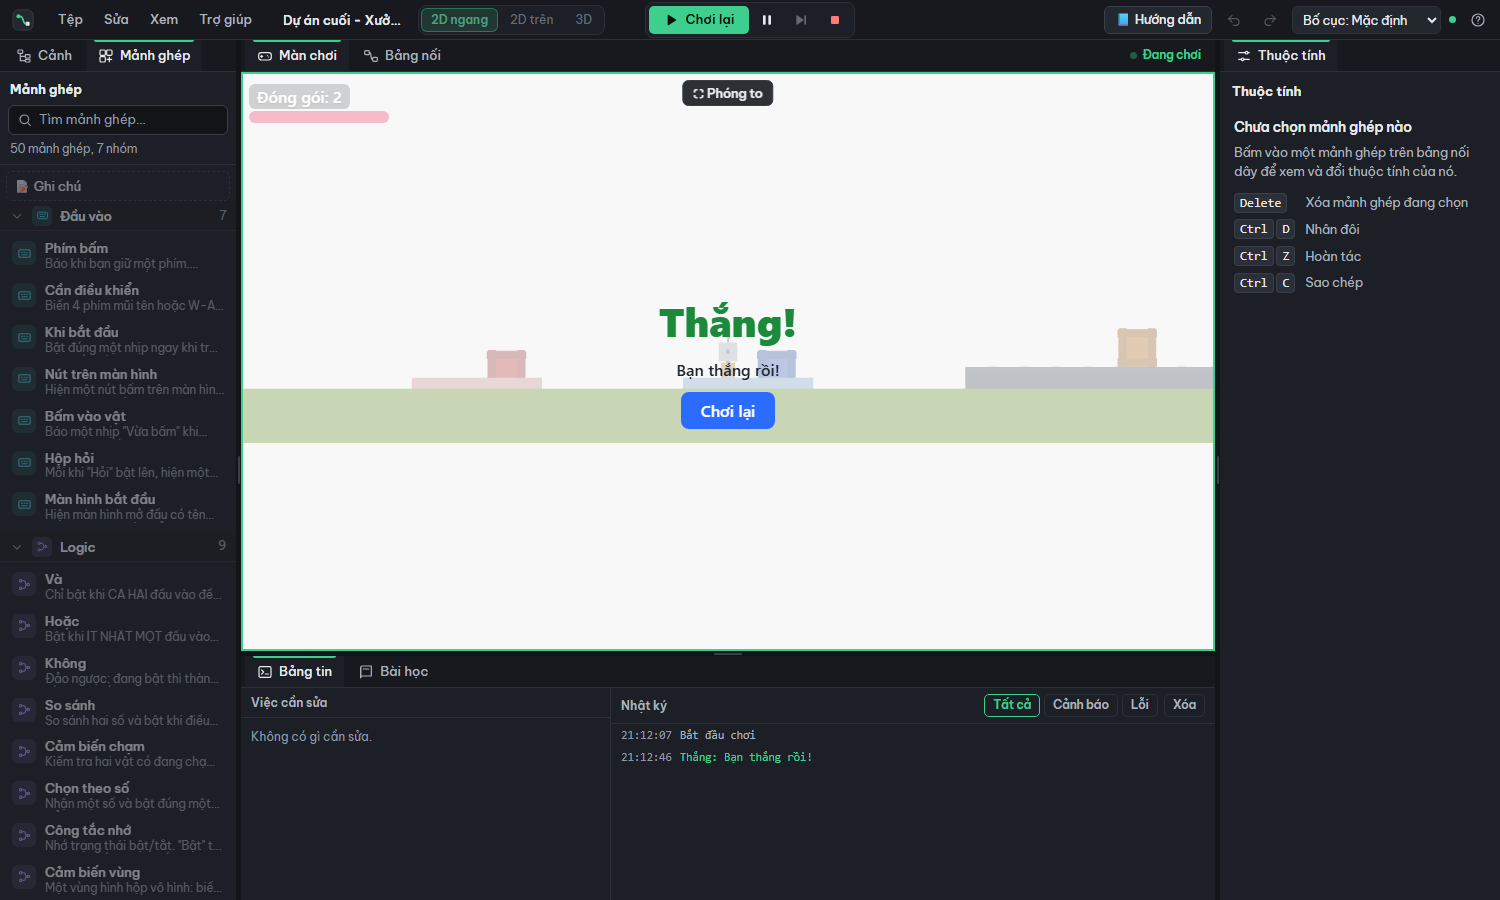 Tệp Sửa Xem Trợ giúp Dự án cuối - Xưở... 2D ngang 2D trên 3D Chơi lại Hướng dẫn Bố cục: Mặc định
Cảnh Mảnh ghép
Mảnh ghép
Tìm mảnh ghép...
50 mảnh ghép, 7 nhóm
Ghi chú
Đầu vào 7
Phím bấm
Báo khi bạn giữ một phím....
Cần điều khiển
Biến 4 phím mũi tên hoặc W-A...
Khi bắt đầu
Bật đúng một nhịp ngay khi tr...
Nút trên màn hình
Hiện một nút bấm trên màn hìn...
Bấm vào vật
Báo một nhịp "Vừa bấm" khi...
Hộp hỏi
Mỗi khi "Hỏi" bật lên, hiện một...
Màn hình bắt đầu
Hiện màn hình mở đầu có tên...
Logic 9
Và
Chỉ bật khi CẢ HAI đầu vào đề...
Hoặc
Bật khi ÍT NHẤT MỘT đầu vào...
Không
Đảo ngược: đang bật thì thàn...
So sánh
So sánh hai số và bật khi điều...
Cảm biến chạm
Kiểm tra hai vật có đang chạ...
Chọn theo số
Nhận một số và bật đúng một...
Công tắc nhớ
Nhớ trạng thái bật/tắt. "Bật" t...
Cảm biến vùng
Một vùng hình hộp vô hình: biế...
Màn chơi Bảng nối Đang chơi
Đóng gói: 2
Phóng to
Thắng!
Bạn thắng rồi!
Chơi lại
Bảng tin Bài học
Việc cần sửa
Không có gì cần sửa.
Nhật ký Tất cả Cảnh báo Lỗi Xóa
21:12:07 Bắt đầu chơi
21:12:46 Thắng: Bạn thắng rồi!
Thuộc tính
Thuộc tính
Chưa chọn mảnh ghép nào
Bấm vào một mảnh ghép trên bảng nối
dây để xem và đổi thuộc tính của nó.
Delete Xóa mảnh ghép đang chọn
Ctrl D Nhân đôi
Ctrl Z Hoàn tác
Ctrl C Sao chép